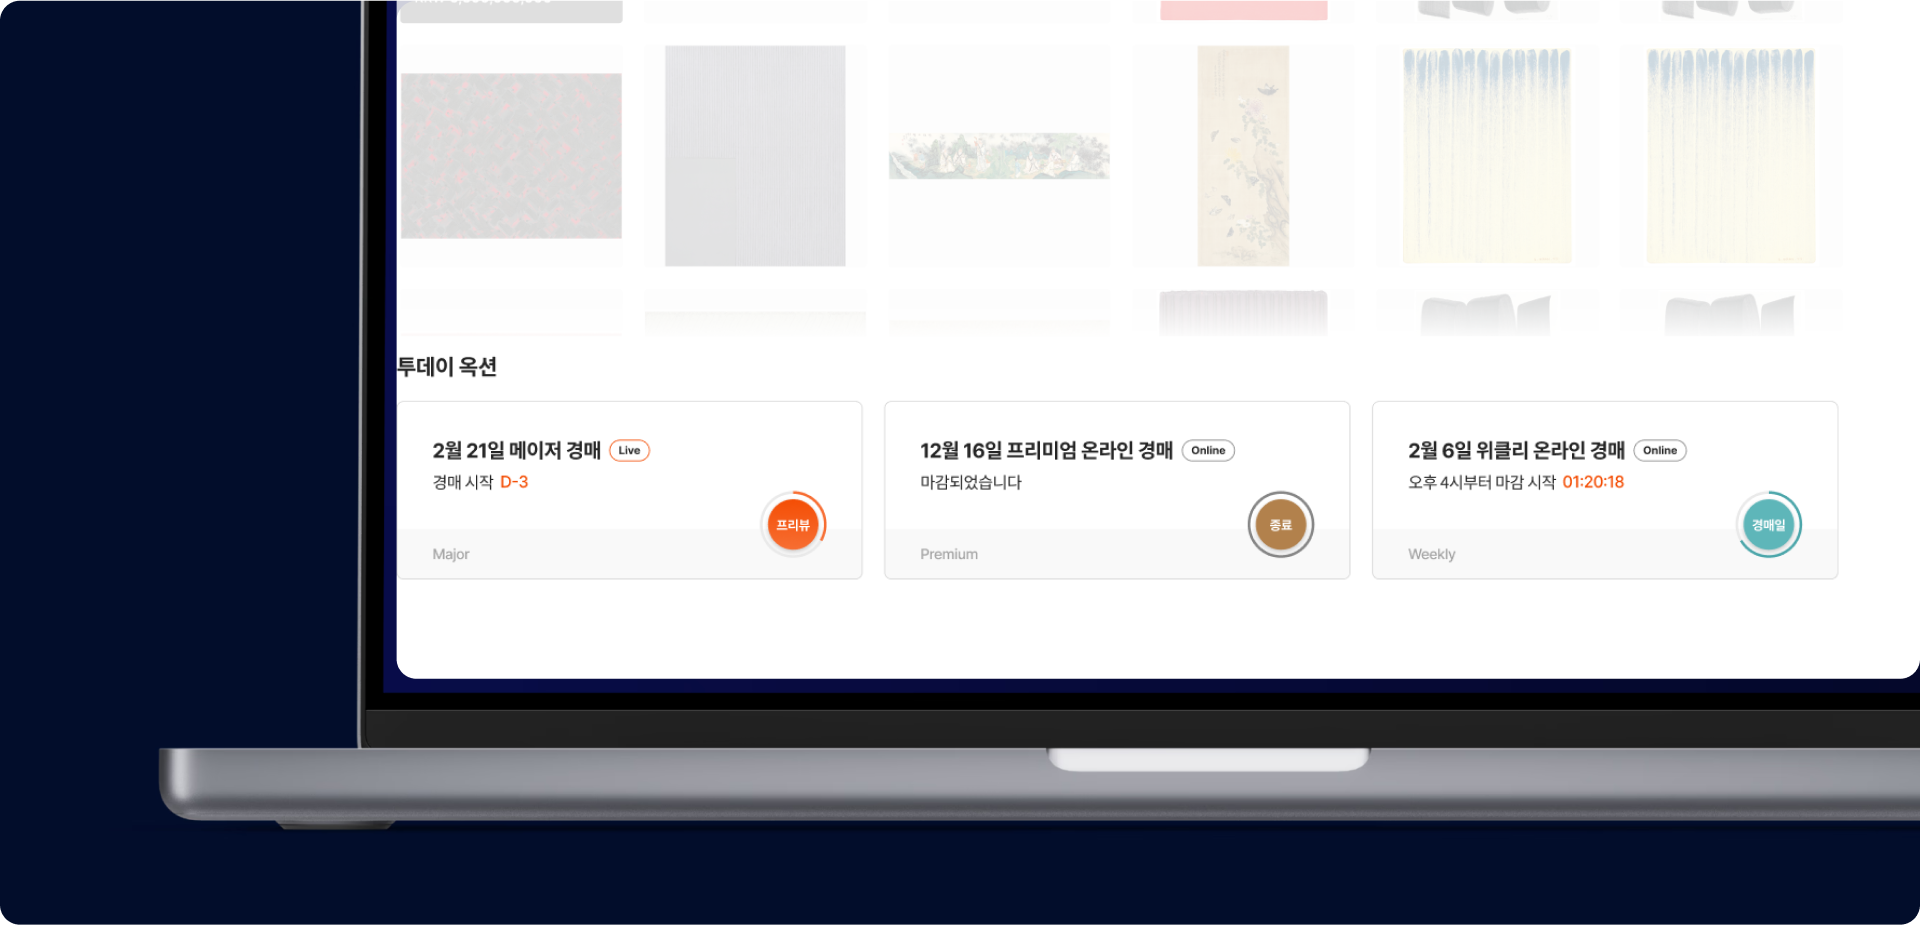 투데이 옥션
2월 21일 메이저 경매 Live
경매 시작 D-3
프리뷰
Major
12월 16일 프리미엄 온라인 경매 Online
마감되었습니다
종료
Premium
2월 6일 위클리 온라인 경매 Online
오후 4시부터 마감 시작 01:20:18
경매일
Weekly